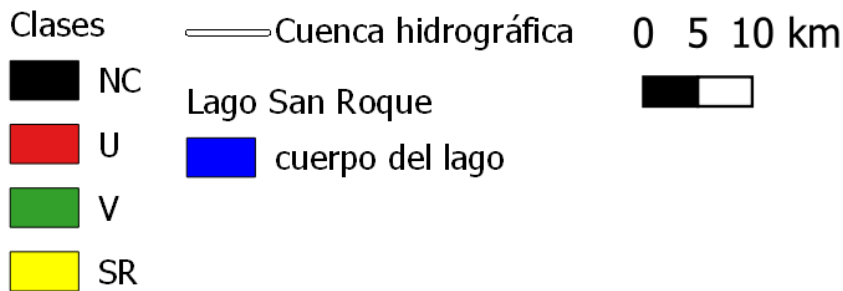 Clases
NC
U
V
SR
Cuenca hidrográfica
Lago San Roque
cuerpo del lago
0 5 10 km